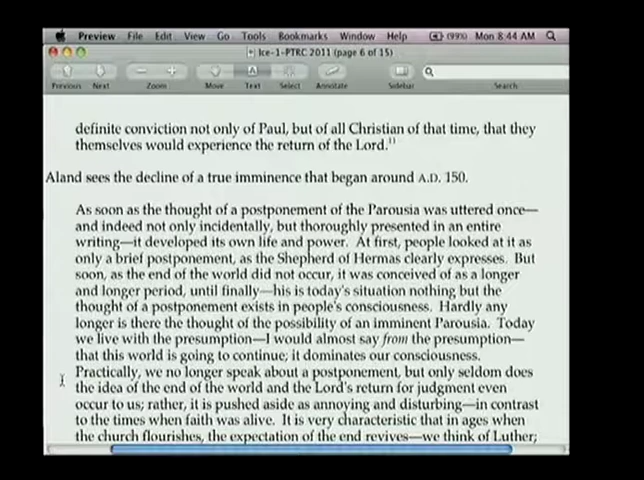 Preview File Edit View Go Tools Bookmarks Window Help (99%) Mon 8:44 AM
Ice-1-PTRC 2011 (page 6 of 15)
Previous Next Zoom Move Text Select Annotate Sidebar Search
definite conviction not only of Paul, but of all Christian of that time, that they
themselves would experience the return of the Lord.11
Aland sees the decline of a true imminence that began around A.D. 150.
As soon as the thought of a postponement of the Parousia was uttered once—
and indeed not only incidentally, but thoroughly presented in an entire
writing—it developed its own life and power. At first, people looked at it as
only a brief postponement, as the Shepherd of Hermas clearly expresses. But
soon, as the end of the world did not occur, it was conceived of as a longer
and longer period, until finally—his is today's situation nothing but the
thought of a postponement exists in people's consciousness. Hardly any
longer is there the thought of the possibility of an imminent Parousia. Today
we live with the presumption—I would almost say from the presumption—
that this world is going to continue; it dominates our consciousness.
Practically, we no longer speak about a postponement, but only seldom does
the idea of the end of the world and the Lord's return for judgment even
occur to us; rather, it is pushed aside as annoying and disturbing—in contrast
to the times when faith was alive. It is very characteristic that in ages when
the church flourishes, the expectation of the end revives—we think of Luther;